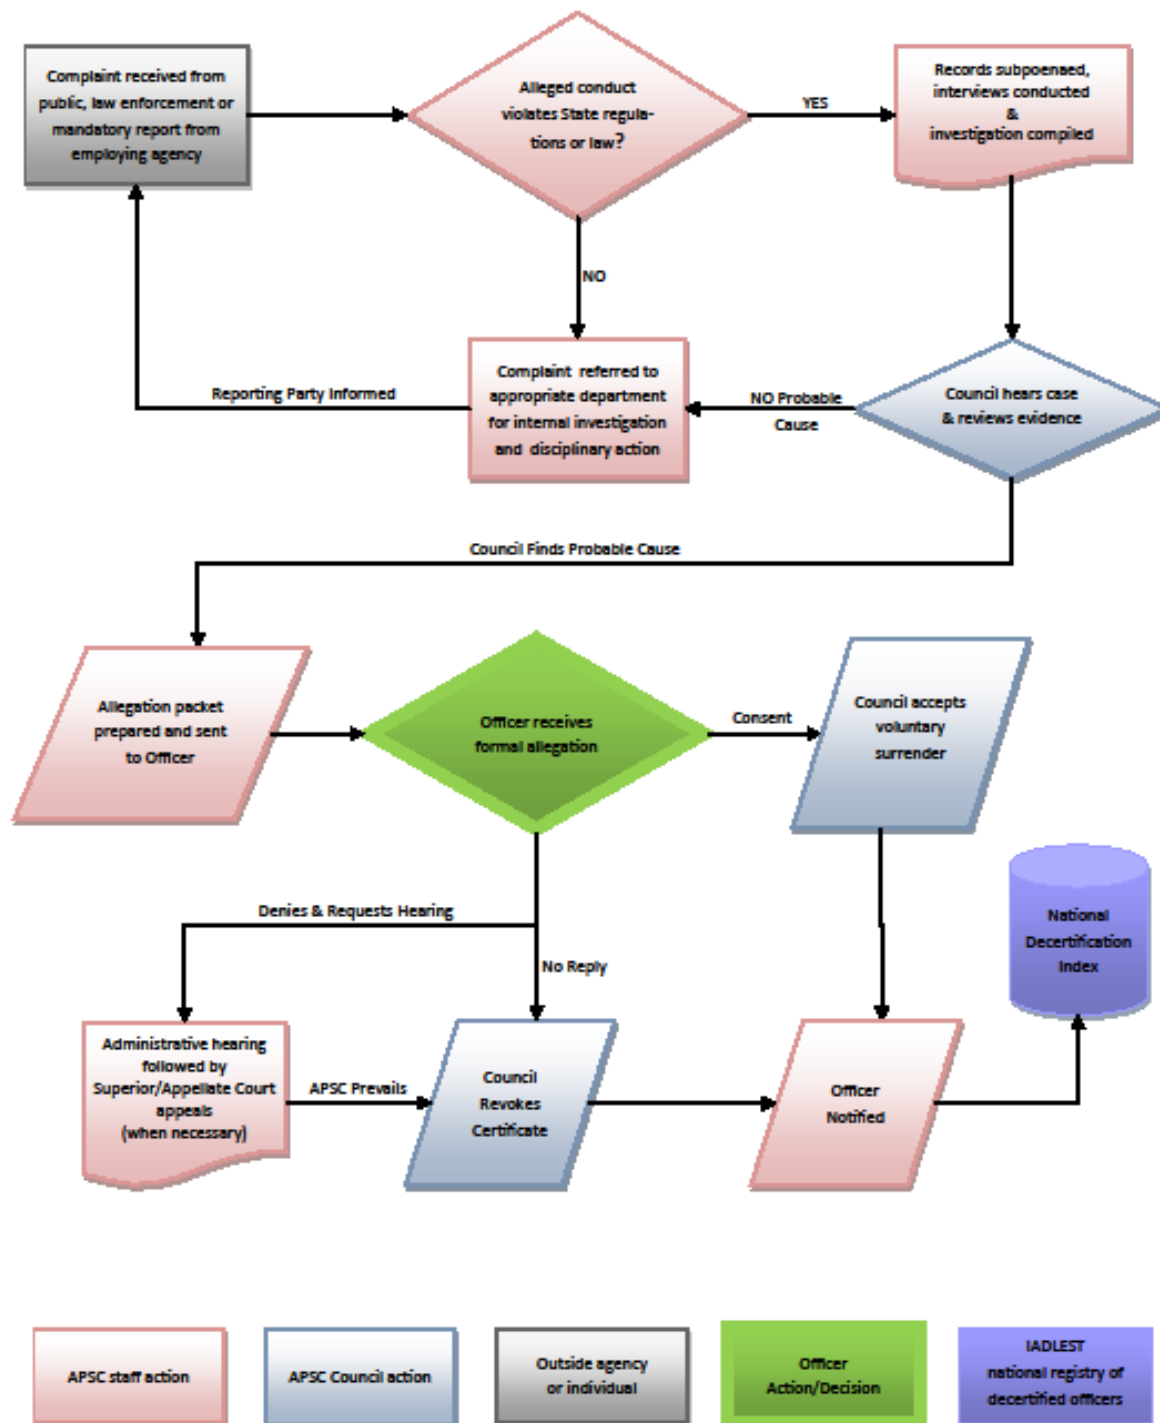 Complaint received from
public, law enforcement or
mandatory report from
employing agency
Alleged conduct
violates State regula-
tions or law?
YES
Records subpoenaed,
interviews conducted
&
investigation compiled
NO
Complaint referred to
appropriate department
for internal investigation
and disciplinary action
Reporting Party Informed
NO Probable
Cause
Council hears case
& reviews evidence
Council Finds Probable Cause
Allegation packet
prepared and sent
to Officer
Officer receives
formal allegation
Consent
Council accepts
voluntary
surrender
Denies & Requests Hearing
No Reply
National
Decertification
Index
Administrative hearing
followed by
Superior/Appellate Court
appeals
(when necessary)
APSC Prevails
Council
Revokes
Certificate
Officer
Notified
APSC staff action
APSC Council action
Outside agency
or individual
Officer
Action/Decision
IADLEST
national registry of
decertified officers